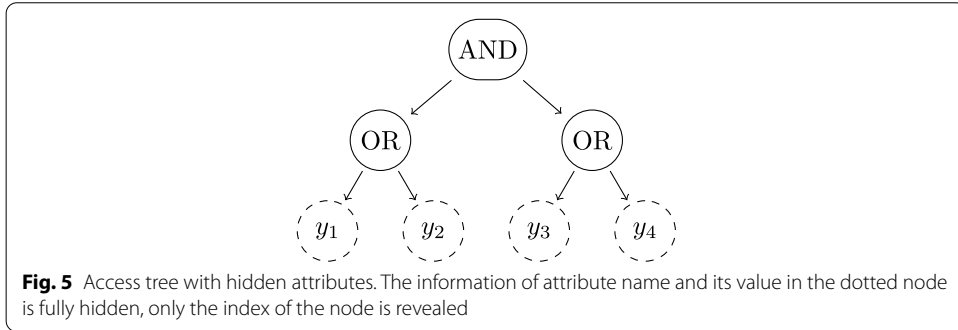 AND
OR OR
y1 y2 y3 y4
Fig. 5 Access tree with hidden attributes. The information of attribute name and its value in the dotted node
is fully hidden, only the index of the node is revealed